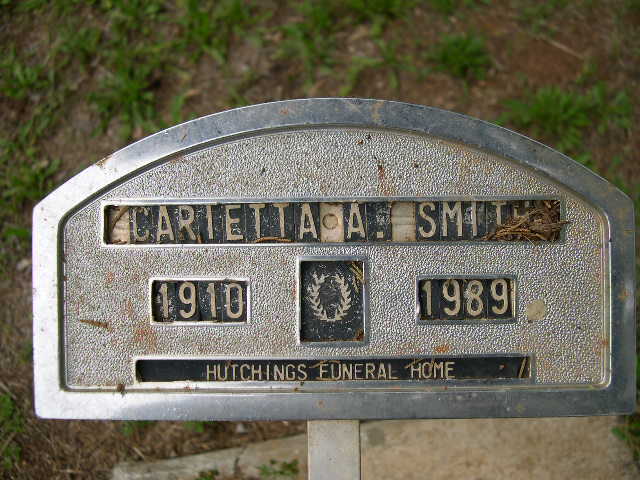 CARIETTA A. SMITH
1910 1989
HUTCHINGS FUNERAL HOME